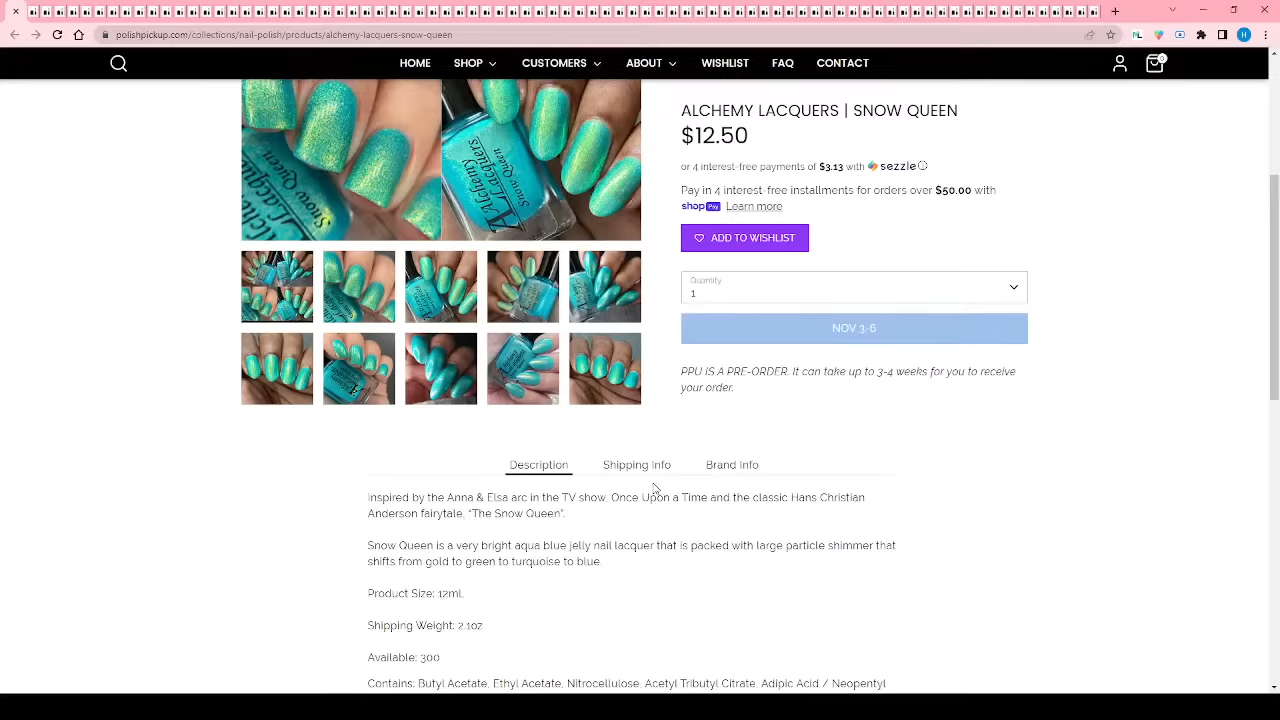 polishpickup.com/collections/nail-polish/products/alchemy-lacquers-snow-queen
H
HOME SHOP CUSTOMERS ABOUT WISHLIST FAQ CONTACT
0
Alchemy Lacquers
Snow Queen
ALCHEMY LACQUERS | SNOW QUEEN
$12.50
or 4 interest-free payments of $3.13 with sezzle
Pay in 4 interest-free installments for orders over $50.00 with
shop Pay Learn more
ADD TO WISHLIST
Quantity
1
NOV 3-6
PPU IS A PRE-ORDER. It can take up to 3-4 weeks for you to receive
your order.
Description Shipping Info Brand Info
Inspired by the Anna & Elsa arc in the TV show, Once Upon a Time and the classic Hans Christian
Anderson fairytale, “The Snow Queen”.
Snow Queen is a very bright aqua blue jelly nail lacquer that is packed with large particle shimmer that
shifts from gold to green to turquoise to blue.
Product Size: 12mL
Shipping Weight: 2.1oz
Available: 300
Contains: Butyl Acetate, Ethyl Acetate, Nitrocellulose, Acetyl Tributyl Citrate, Adipic Acid / Neopentyl